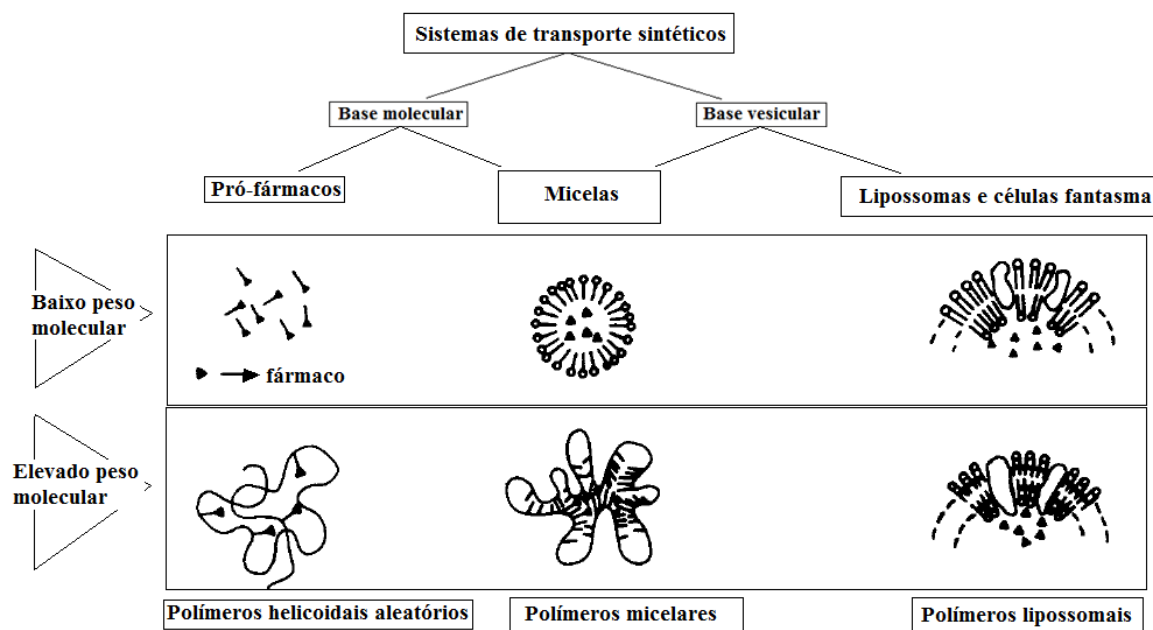 Sistemas de transporte sintéticos
Base molecular
Base vesicular
Pró-fármacos
Micelas
Lipossomas e células fantasma
Baixo peso
molecular
fármaco
Elevado peso
molecular
Polímeros helicoidais aleatórios
Polímeros micelares
Polímeros lipossomais